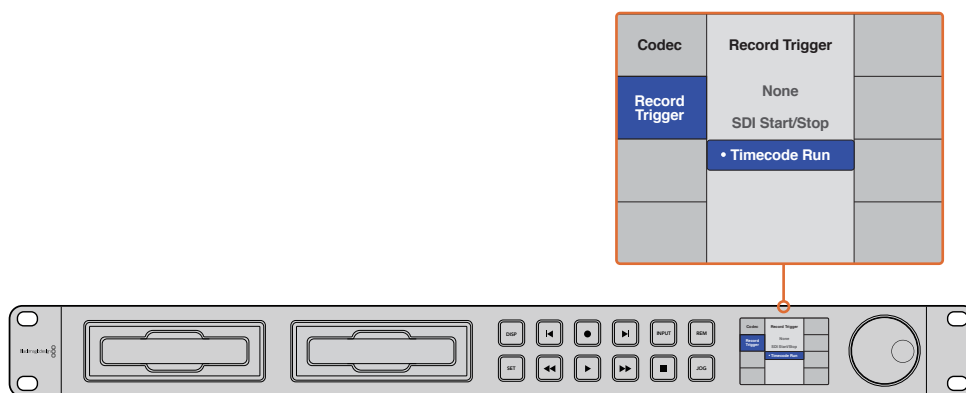 Codec
Record Trigger
Record
Trigger
None
SDI Start/Stop
• Timecode Run
DISP
INPUT
REM
SET
JOG
Codec
Record Trigger
Record
Trigger
None
SDI Start/Stop
• Timecode Run